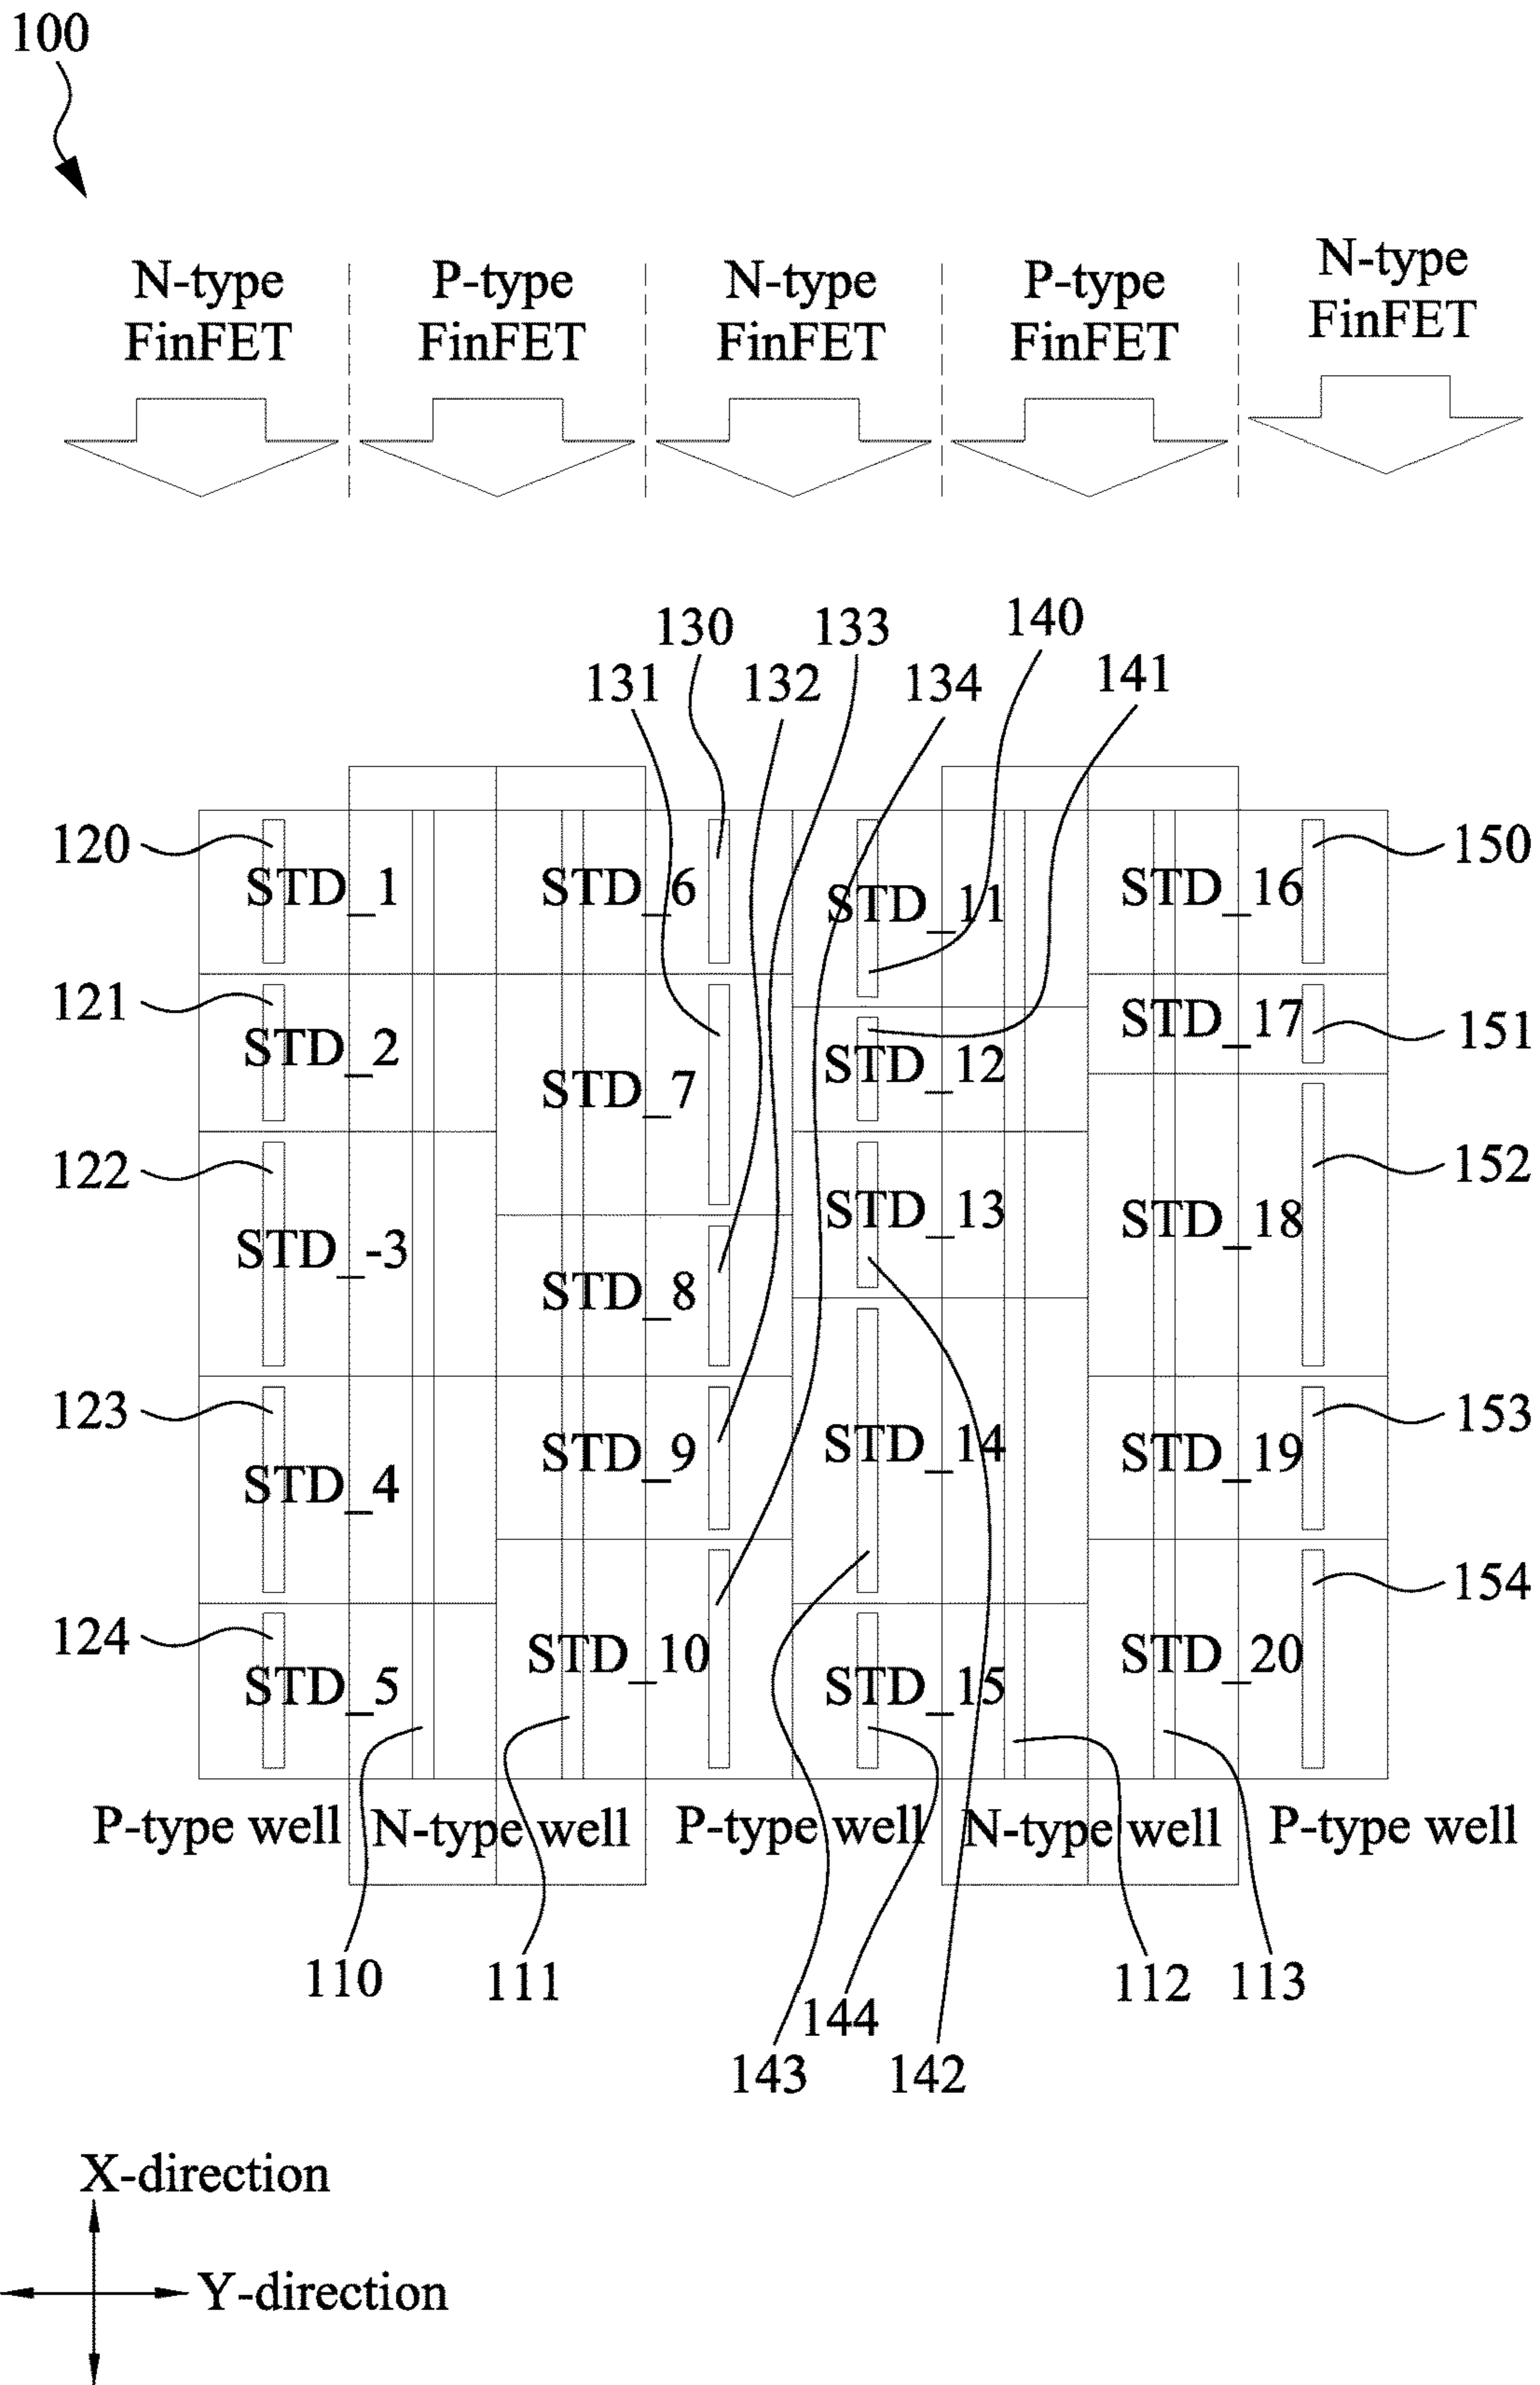 100
N-type
FinFET
P-type
FinFET
N-type
FinFET
P-type
FinFET
N-type
FinFET
130
133
140
131
132
134
141
120
STD_1
STD_6
STD_11
STD_16
150
121
STD_2
STD_7
STD_12
STD_17
151
122
STD_-3
STD_8
STD_13
STD_18
152
123
STD_4
STD_9
STD_14
STD_19
153
124
STD_5
STD_10
STD_15
STD_20
154
P-type well
N-type well
P-type well
N-type well
P-type well
110
111
144
112
113
143
142
X-direction
Y-direction